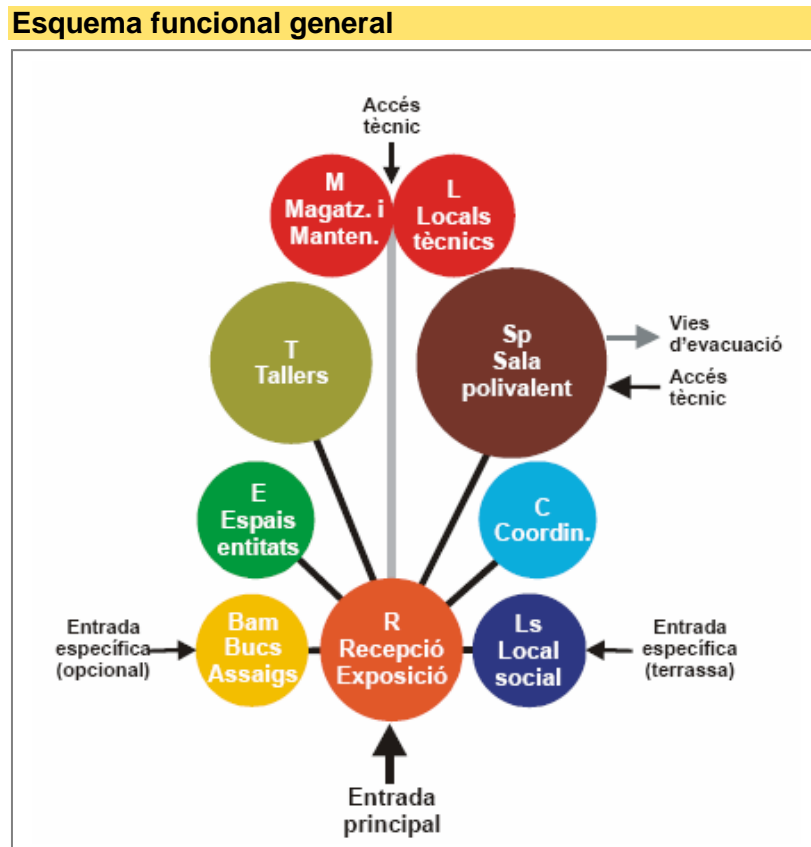 Esquema funcional general
Accés
tècnic
M
Magatz. i
Manten.
L
Locals
tècnics
T
Tallers
Sp
Sala
polivalent
Vies
d'evacuació
Accés
tècnic
E
Espais
entitats
C
Coordin.
Entrada
específica
(opcional)
Bam
Bucs
Assaigs
R
Recepció
Exposició
Ls
Local
social
Entrada
específica
(terrassa)
Entrada
principal